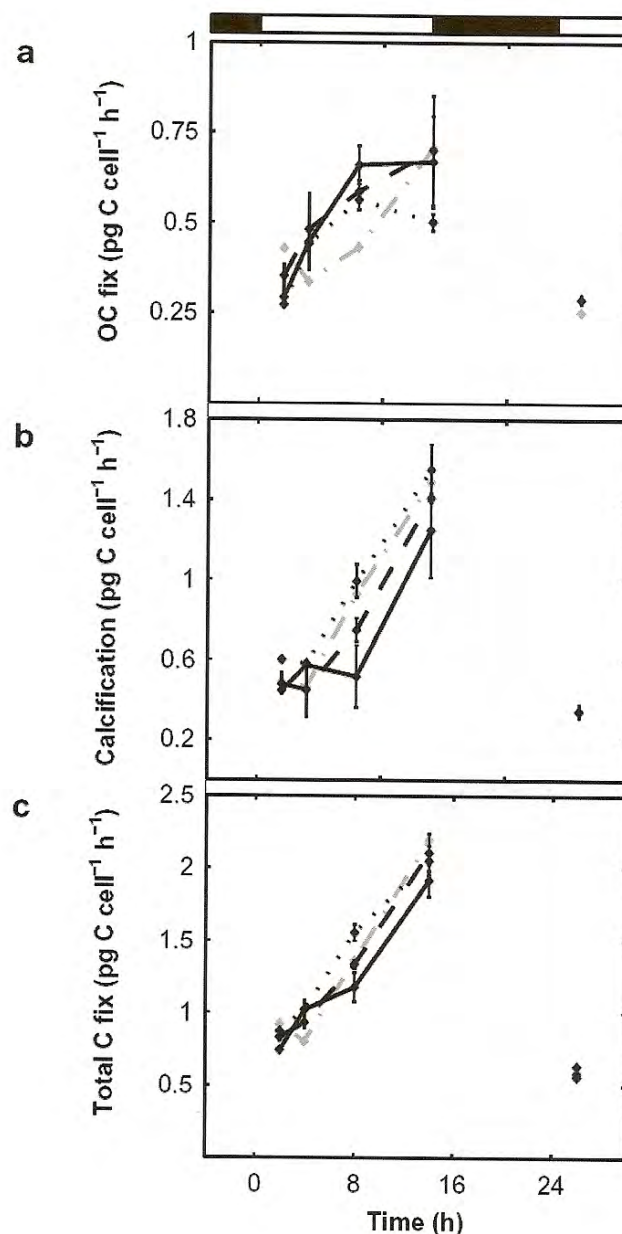 a
1
0.75
0.5
0.25
OC fix (pg C cell⁻¹ h⁻¹)
b
1.8
1.4
1
0.6
0.2
Calcification (pg C cell⁻¹ h⁻¹)
c
2.5
2
1.5
1
0.5
Total C fix (pg C cell⁻¹ h⁻¹)
0 8 16 24
Time (h)